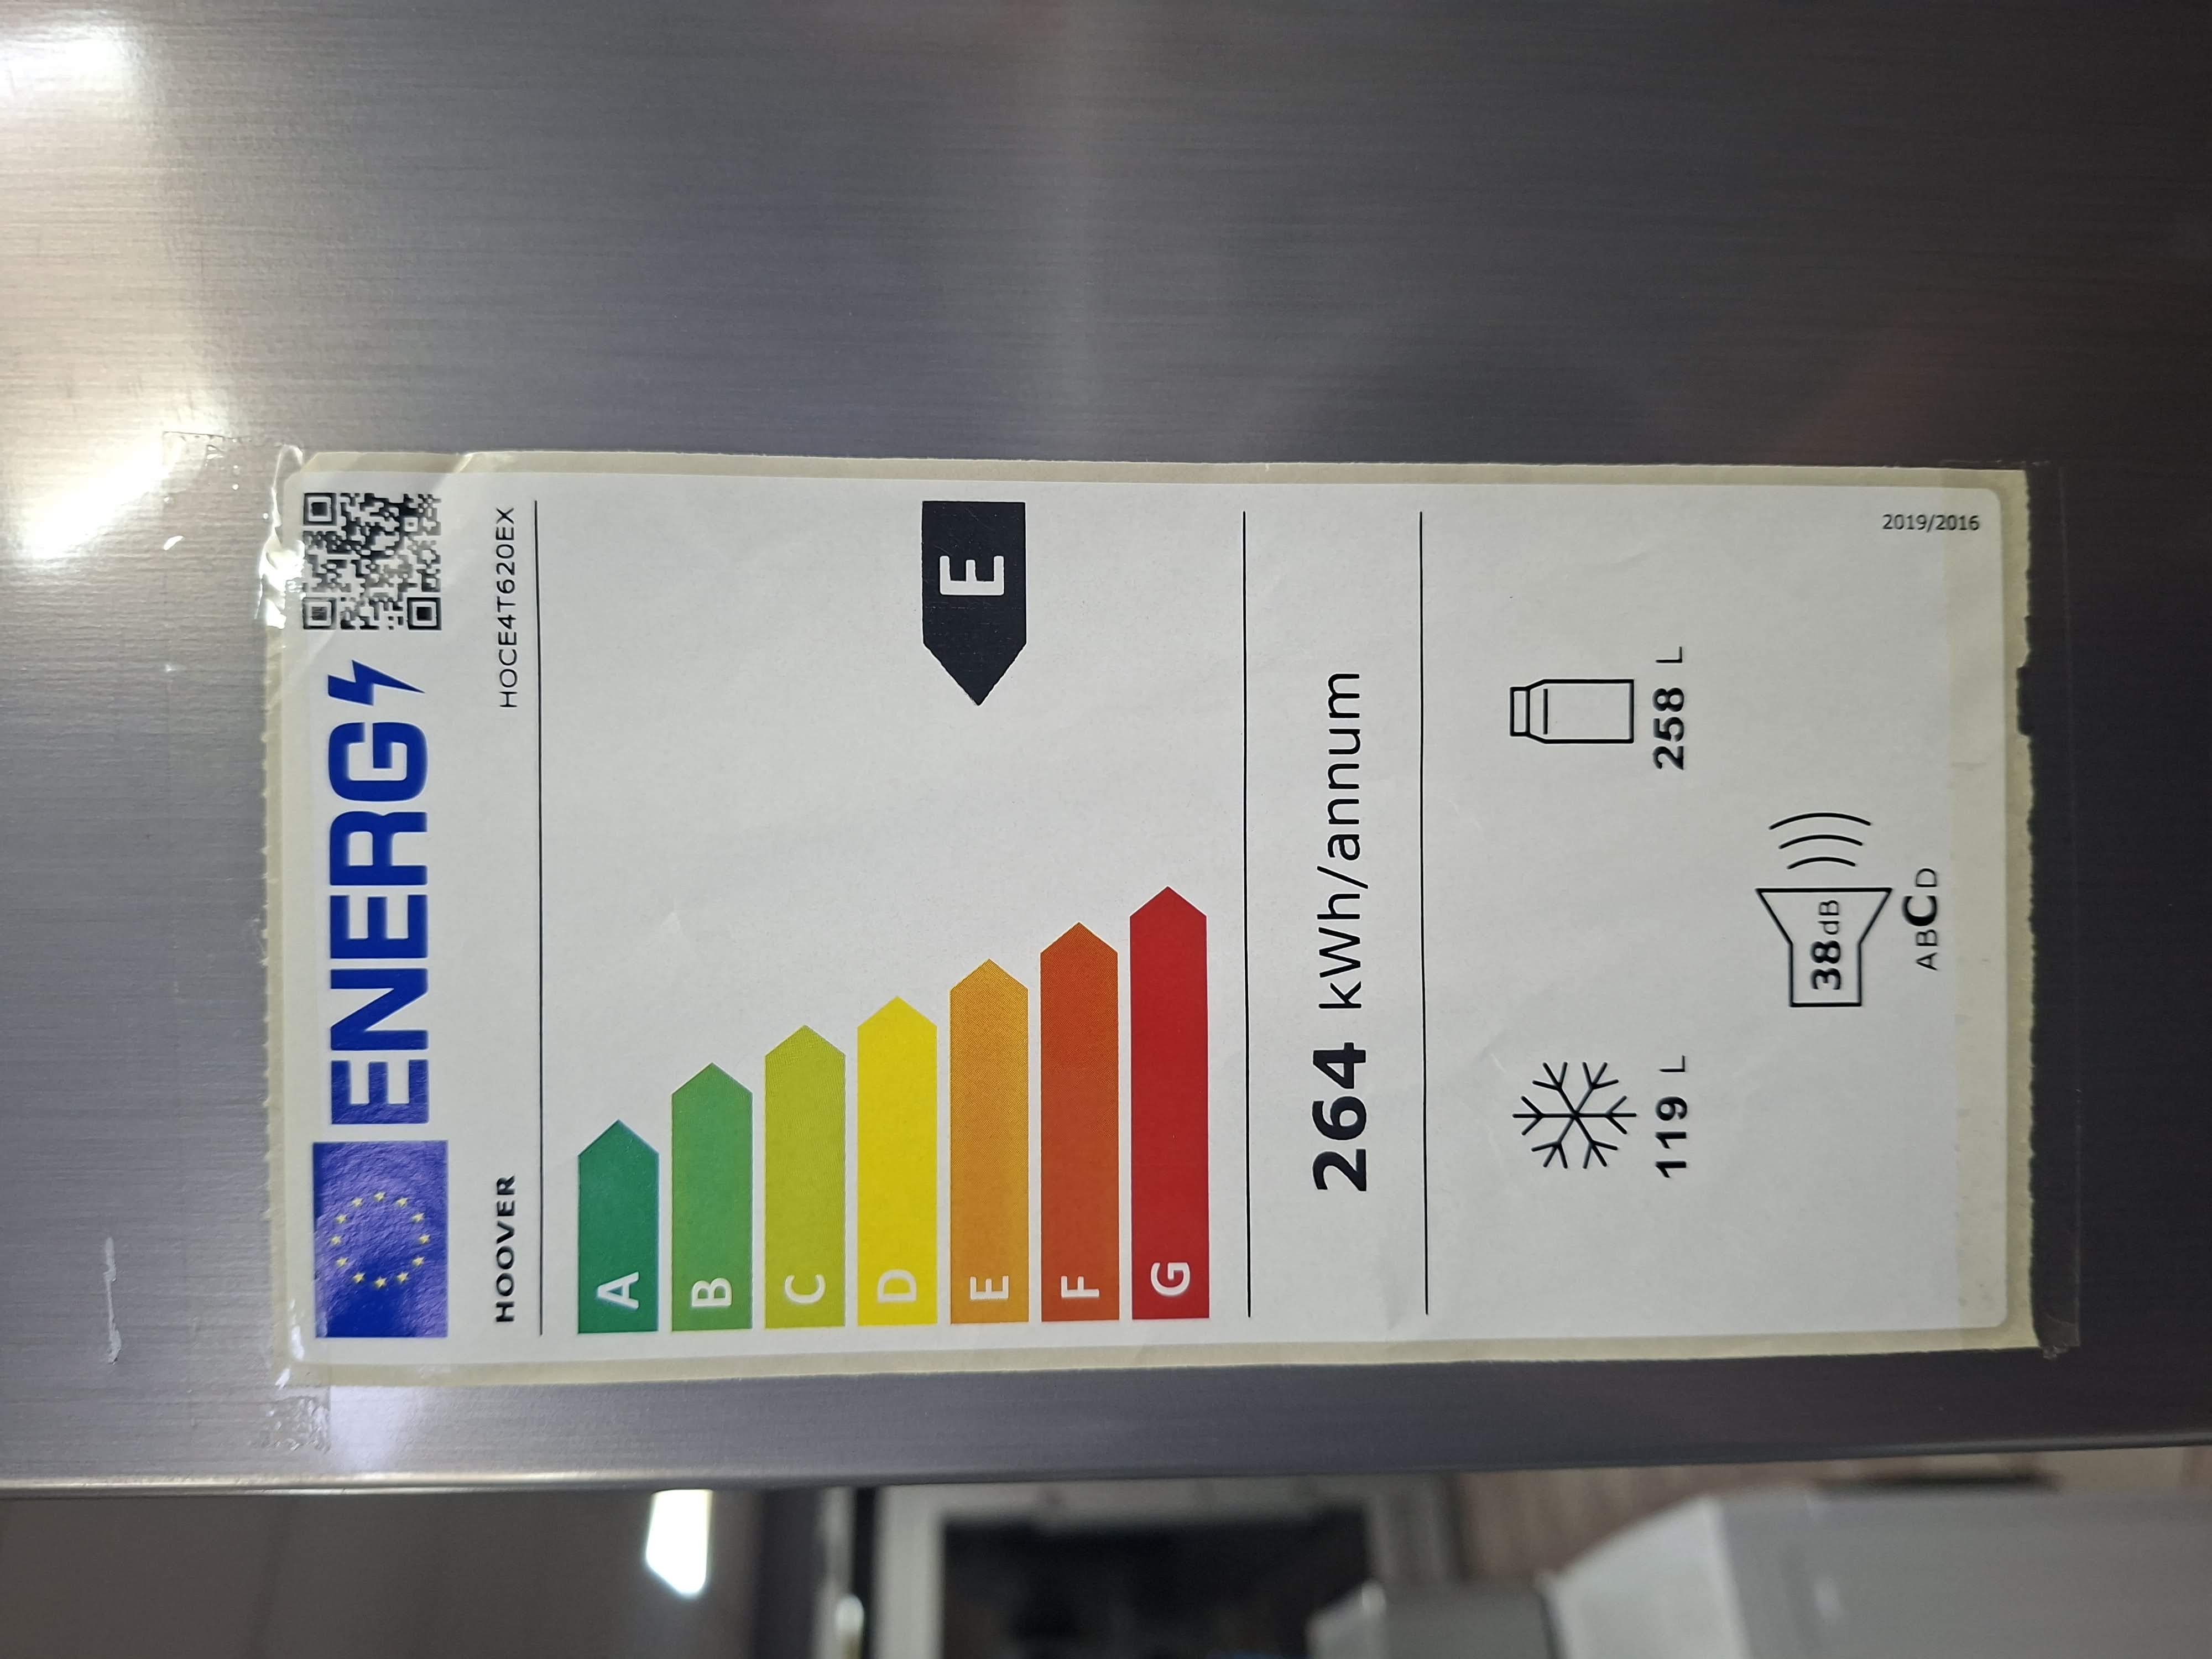 ENERG
HOOVER
HOCE4T620EX
A
B
C
D
E
E
F
G
264 kWh/annum
119 L
258 L
38dB
ABCD
2019/2016